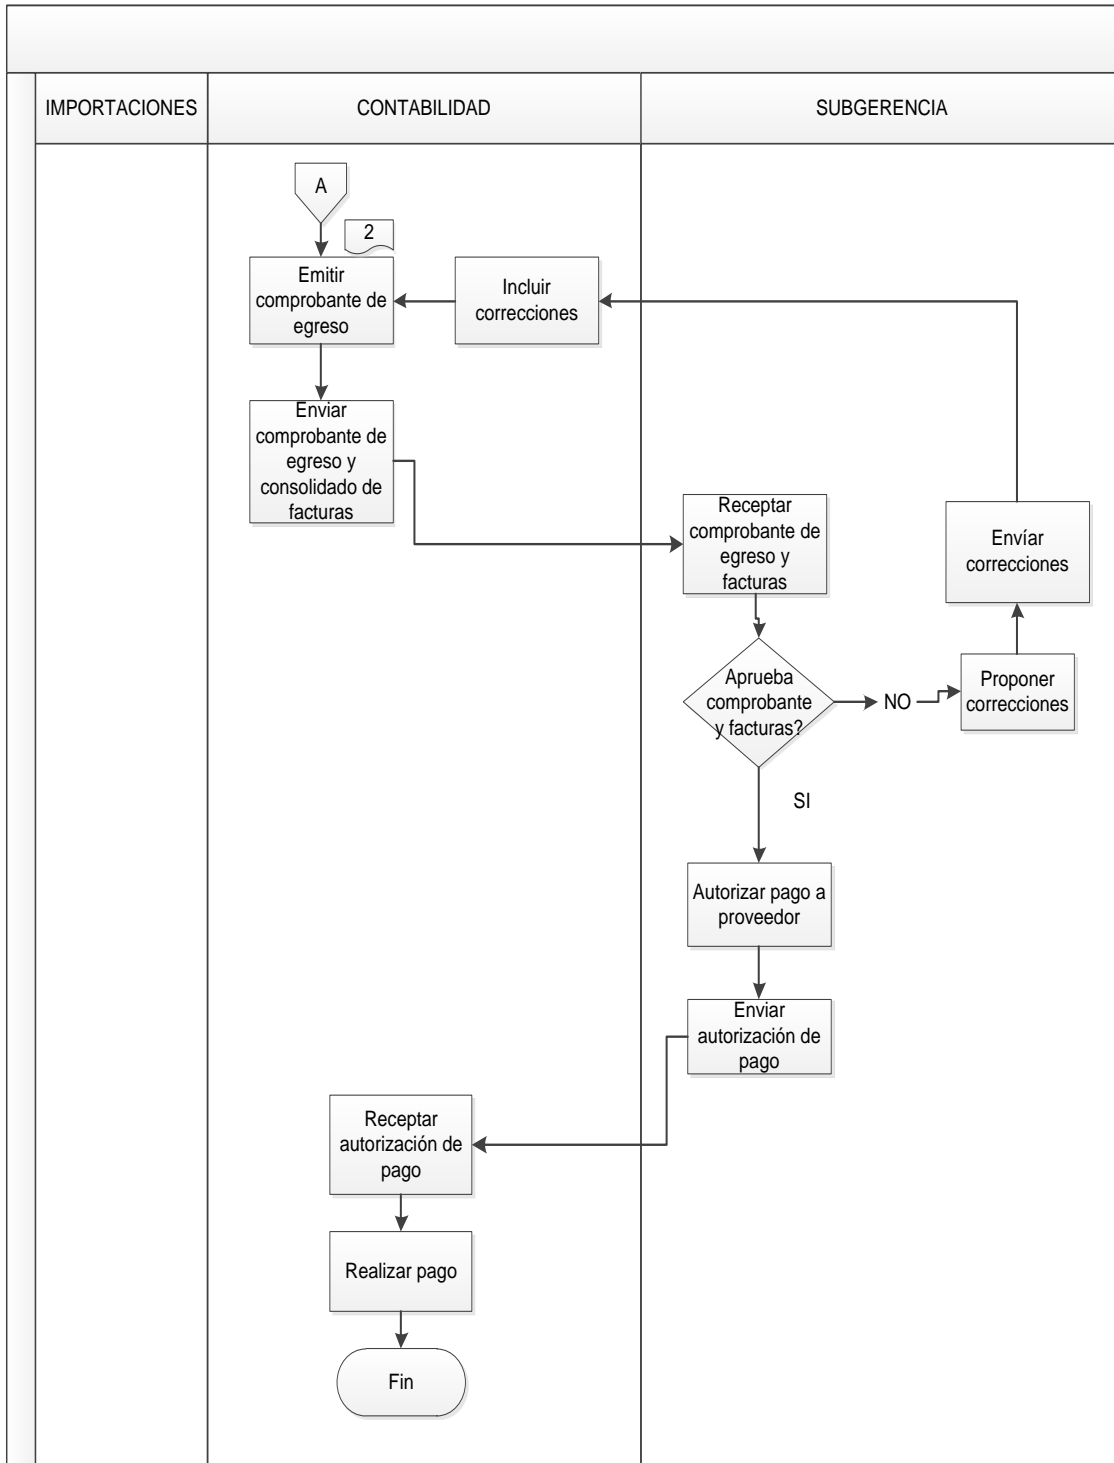 IMPORTACIONES
CONTABILIDAD
SUBGERENCIA
A
2
Emitir
comprobante de
egreso
Incluir
correcciones
Enviar
comprobante de
egreso y
consolidado de
facturas
Receptar
comprobante de
egreso y
facturas
Envíar
correcciones
Aprueba
comprobante
y facturas?
NO
Proponer
correcciones
SI
Autorizar pago a
proveedor
Enviar
autorización de
pago
Receptar
autorización de
pago
Realizar pago
Fin